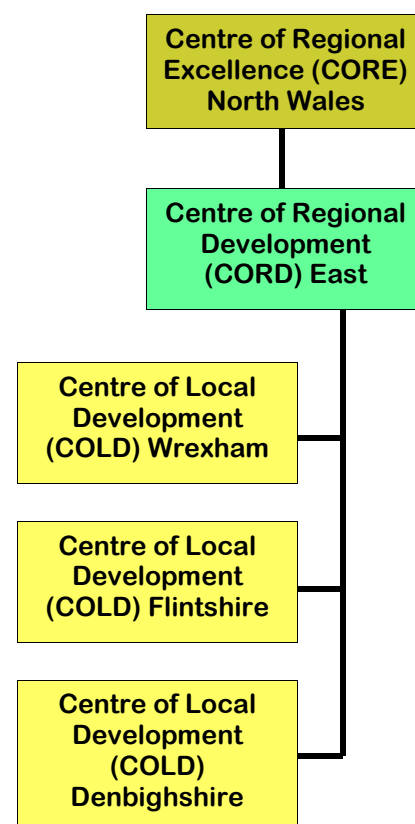 Centre of Regional
Excellence (CORE)
North Wales
Centre of Regional
Development
(CORD) East
Centre of Local
Development
(COLD) Wrexham
Centre of Local
Development
(COLD) Flintshire
Centre of Local
Development
(COLD)
Denbighshire